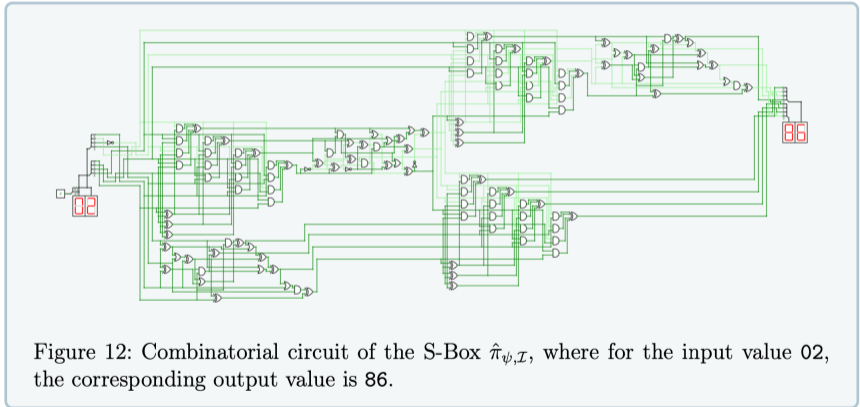 86
02
Figure 12: Combinatorial circuit of the S-Box π̂ψ,ℐ, where for the input value 02,
the corresponding output value is 86.